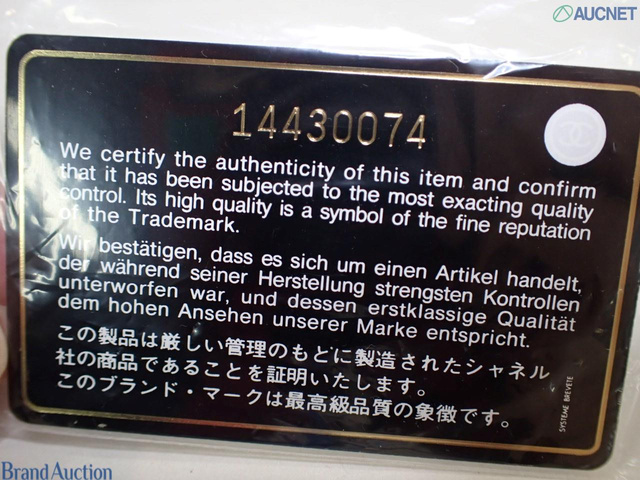 AUCNET
14430074
We certify the authenticity of this item and confirm
that it has been subjected to the most exacting quality
control. Its high quality is a symbol of the fine reputation
of the Trademark.
Wir bestätigen, dass es sich um einen Artikel handelt,
der während seiner Herstellung strengsten Kontrollen
unterworfen war, und dessen erstklassige Qualität
dem hohen Ansehen unserer Marke entspricht.
この製品は厳しい管理のもとに製造されたシャネル
社の商品であることを証明いたします。
このブランド・マークは最高級品質の象徴です。
SYSTEME BREVETE
Brand Auction